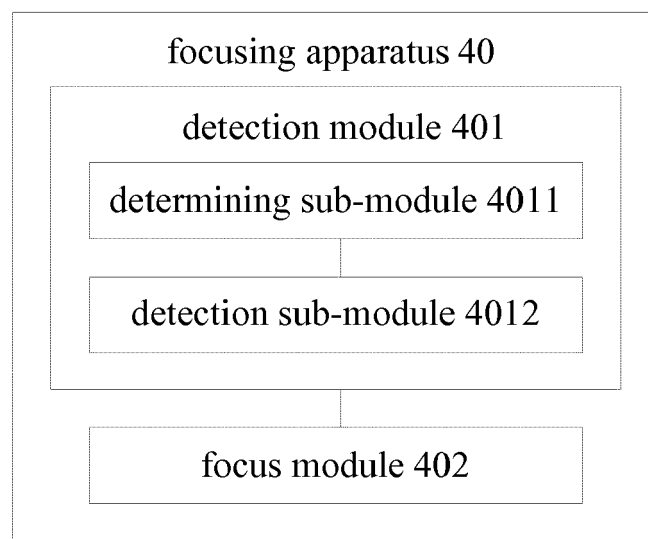 focusing apparatus 40
detection module 401
determining sub-module 4011
detection sub-module 4012
focus module 402